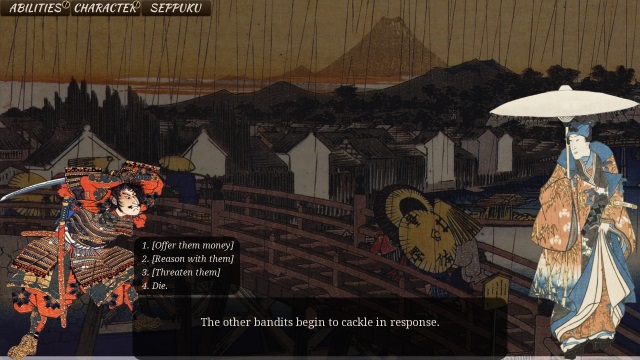 ABILITIES CHARACTER SEPPUKU
1. [Offer them money]
2. [Reason with them]
3. [Threaten them]
4. Die.
The other bandits begin to cackle in response.